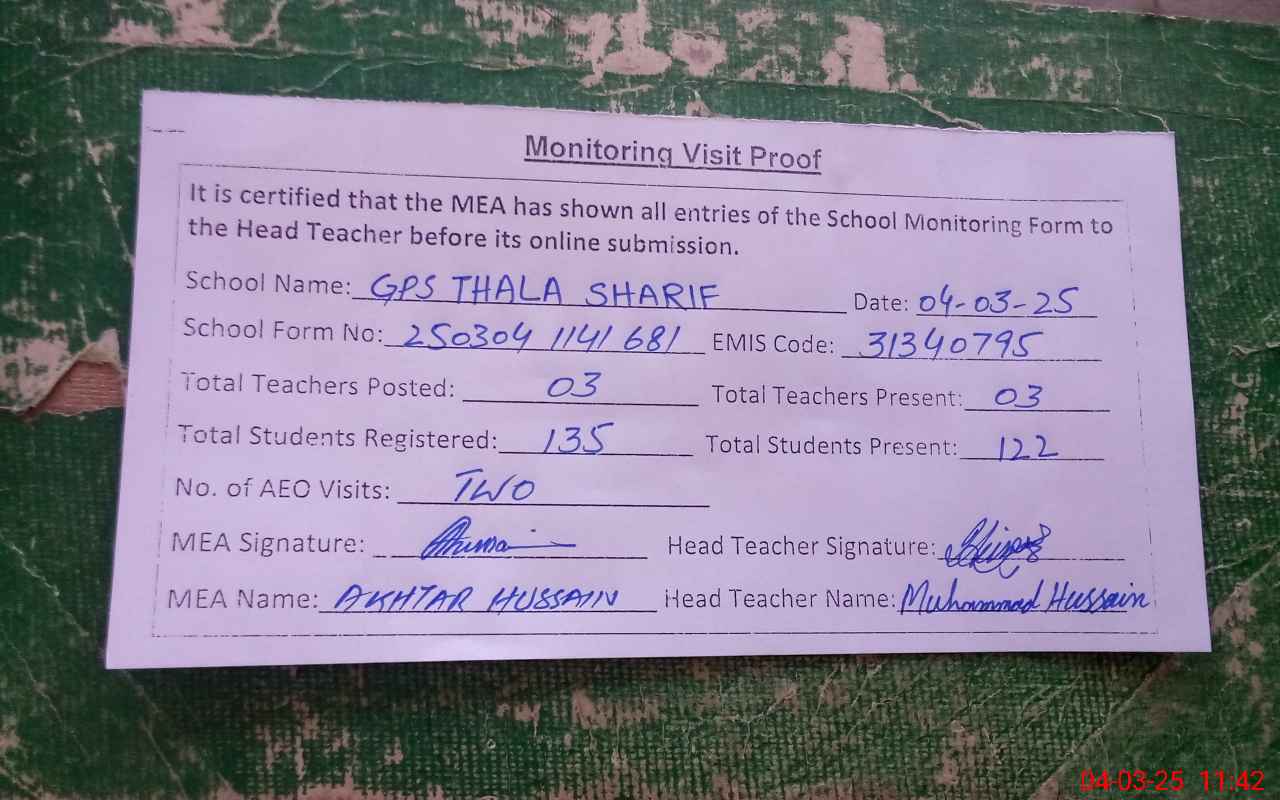 Monitoring Visit Proof
It is certified that the MEA has shown all entries of the School Monitoring Form to
the Head Teacher before its online submission.
School Name: GPS THALA SHARIF Date: 04-03-25
School Form No: 250304 1141 681 EMIS Code: 31340795
Total Teachers Posted: 03 Total Teachers Present: 03
Total Students Registered: 135 Total Students Present: 122
No. of AEO Visits: TWO
MEA Signature: Head Teacher Signature:
MEA Name: AKHTAR HUSSAIN Head Teacher Name: Muhammad Hussain
04-03-25 11:42